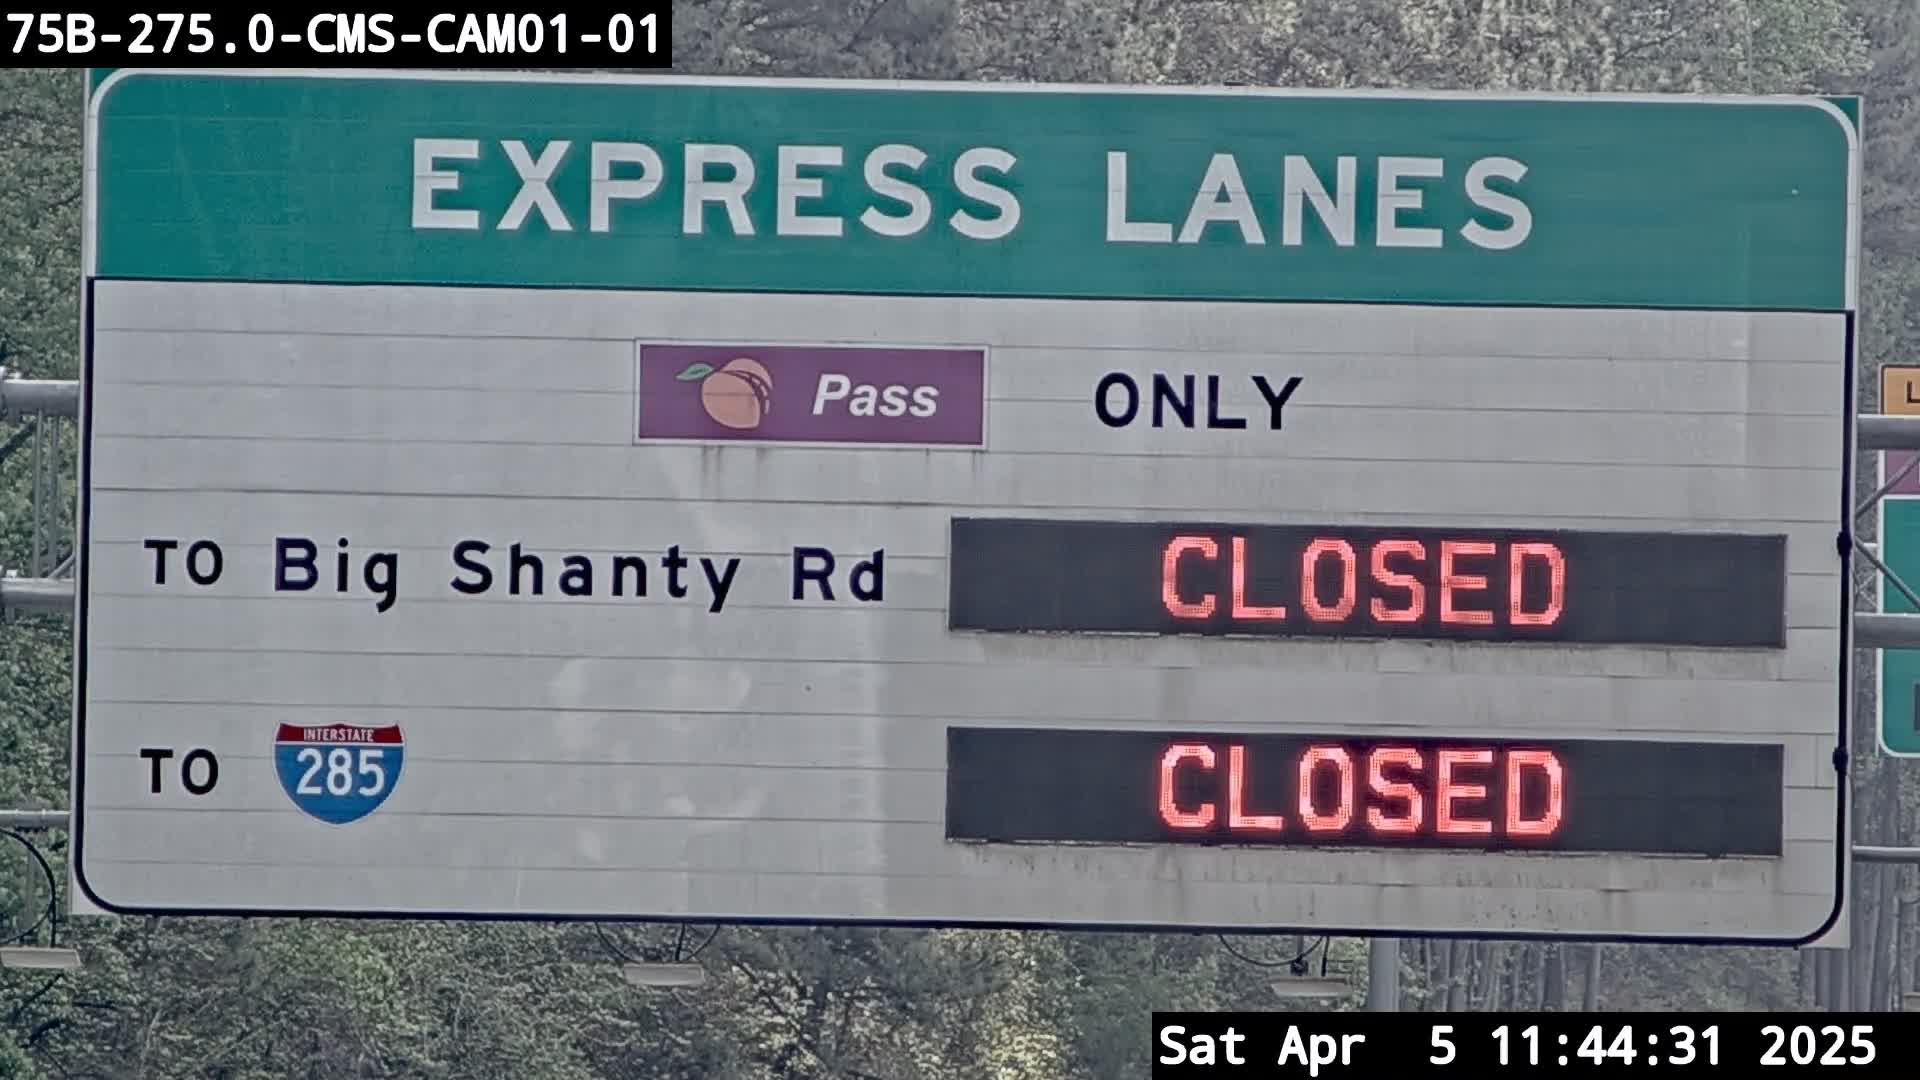 75B-275.0-CMS-CAM01-01
EXPRESS LANES
Pass ONLY
TO Big Shanty Rd CLOSED
INTERSTATE
TO 285 CLOSED
Sat Apr 5 11:44:31 2025